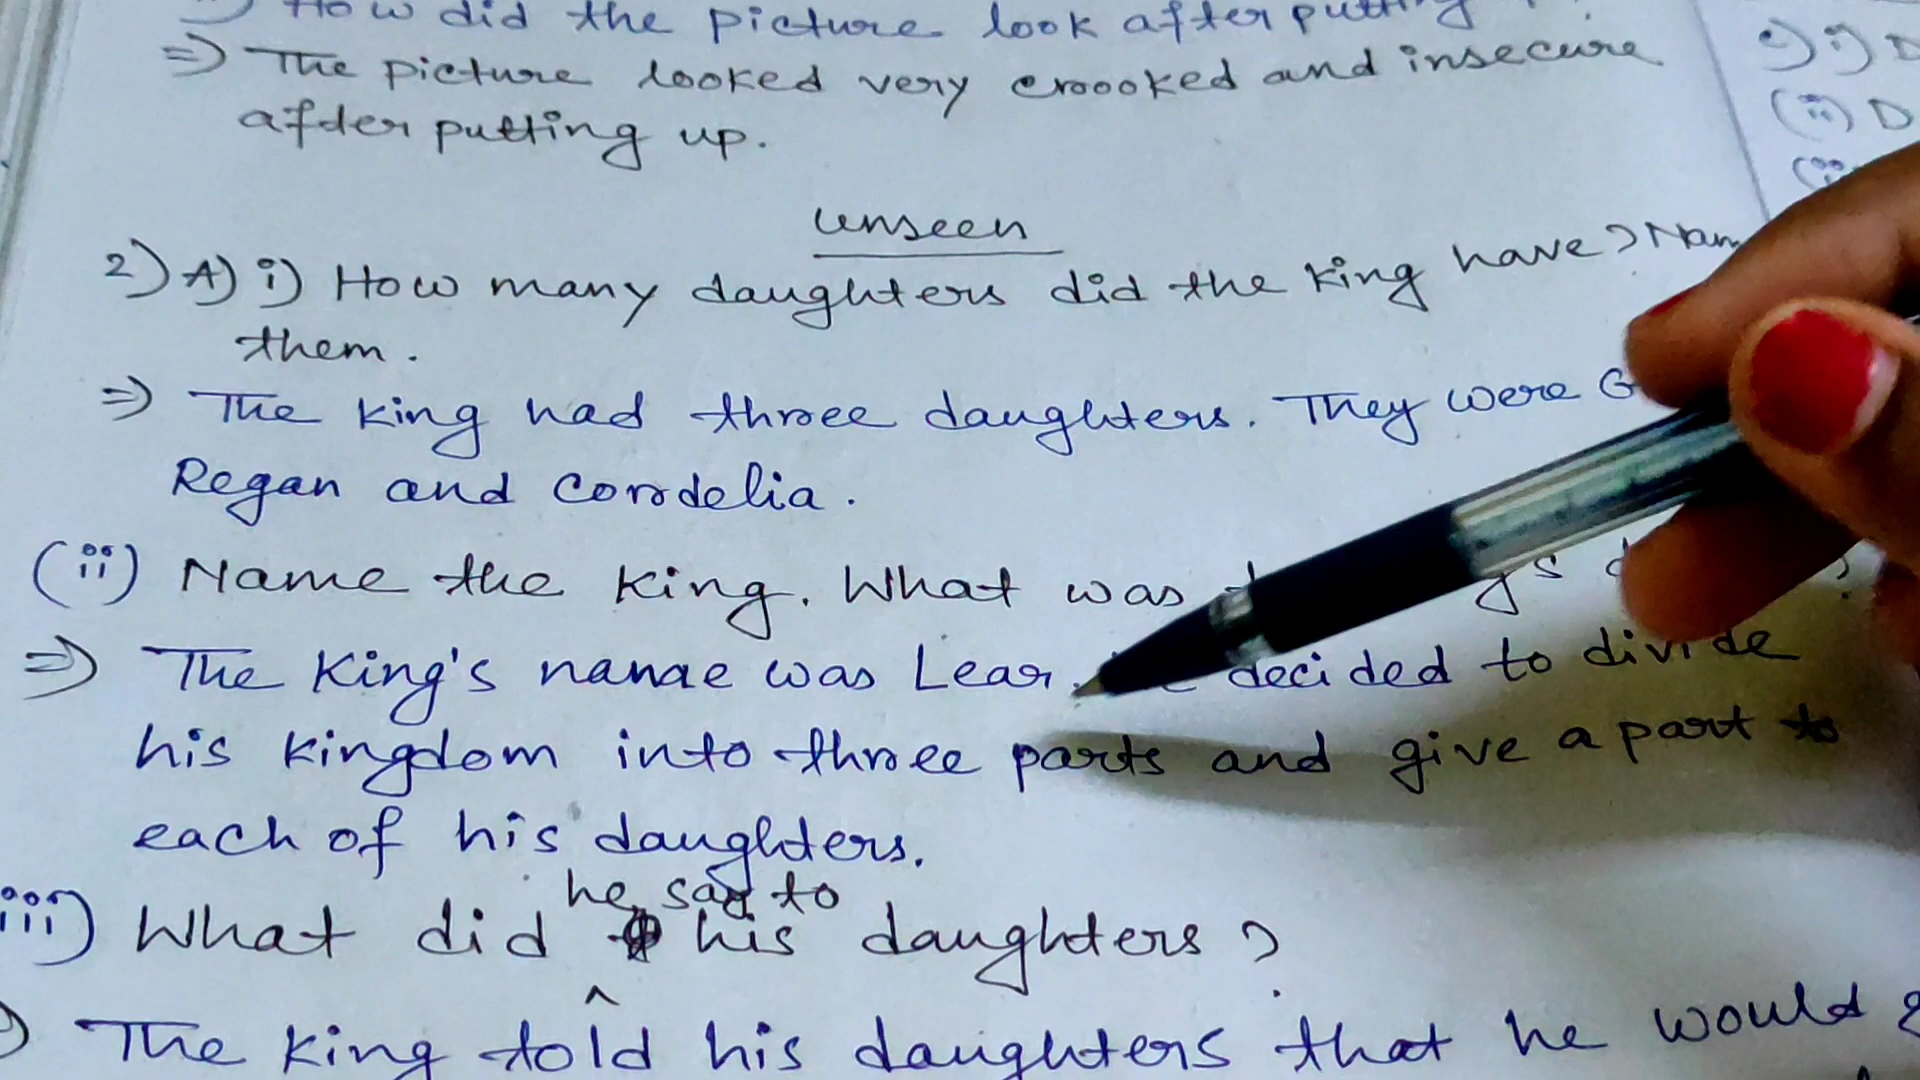 How did the picture look after putting
=> The picture looked very crooked and insecure
after putting up.
unseen
2) A) i) How many daughters did the king have? Nam
them.
=> The king had three daughters. They were G
Regan and Cordelia.
(ii) Name the king. What was
=> The King's name was Lear. decided to divide
his kingdom into three parts and give a part to
each of his daughters.
iii) What did he say to his daughters?
The king told his daughters that he would
i) D
(ii) D